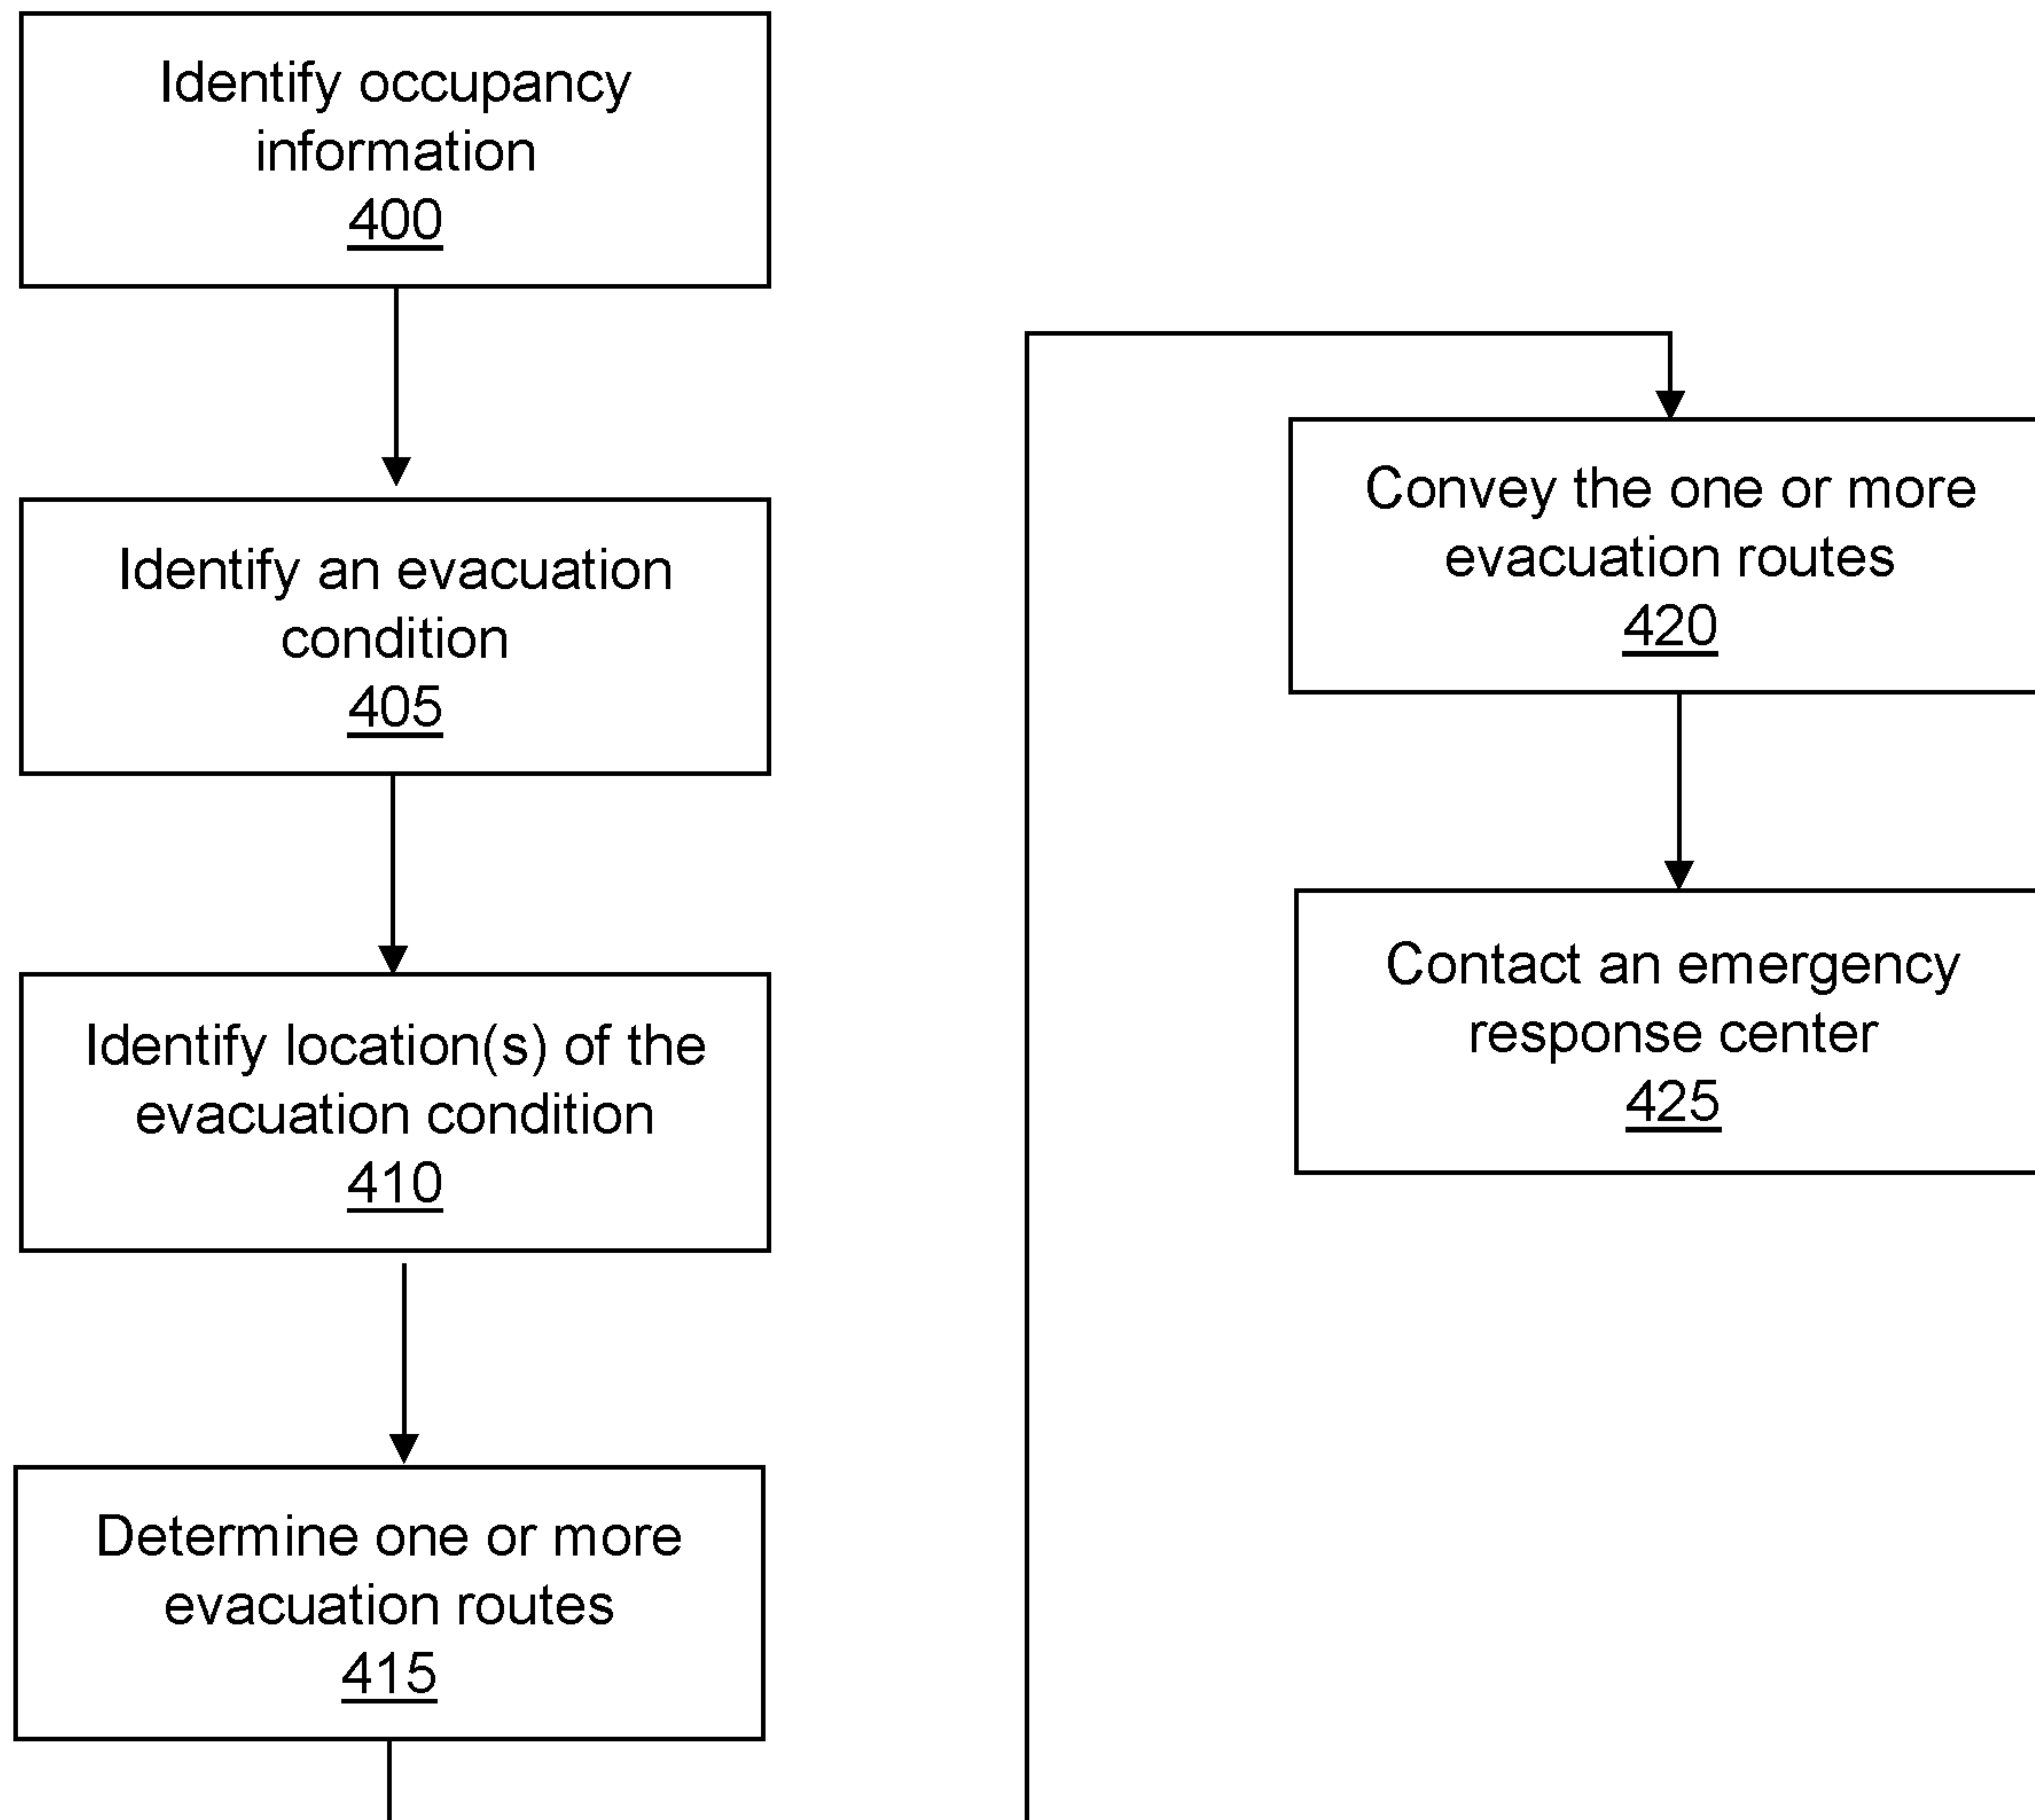 Identify occupancy
information
400
Identify an evacuation
condition
405
Identify location(s) of the
evacuation condition
410
Determine one or more
evacuation routes
415
Convey the one or more
evacuation routes
420
Contact an emergency
response center
425